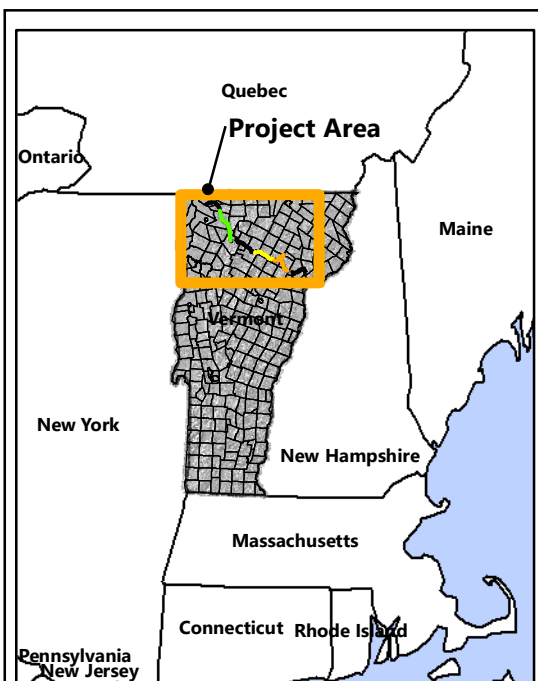 Quebec
Project Area
Ontario
Maine
Vermont
New York
New Hampshire
Massachusetts
Connecticut
Rhode Island
Pennsylvania
New Jersey